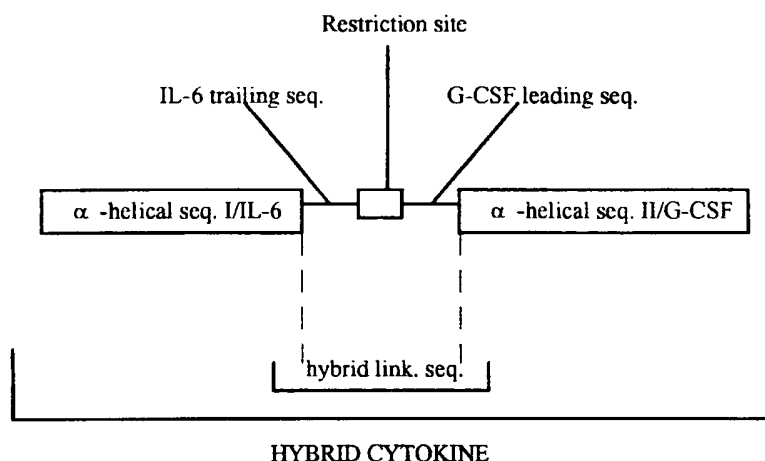 Restriction site
IL-6 trailing seq.
G-CSF leading seq.
α -helical seq. I/IL-6
α -helical seq. II/G-CSF
hybrid link. seq.
HYBRID CYTOKINE